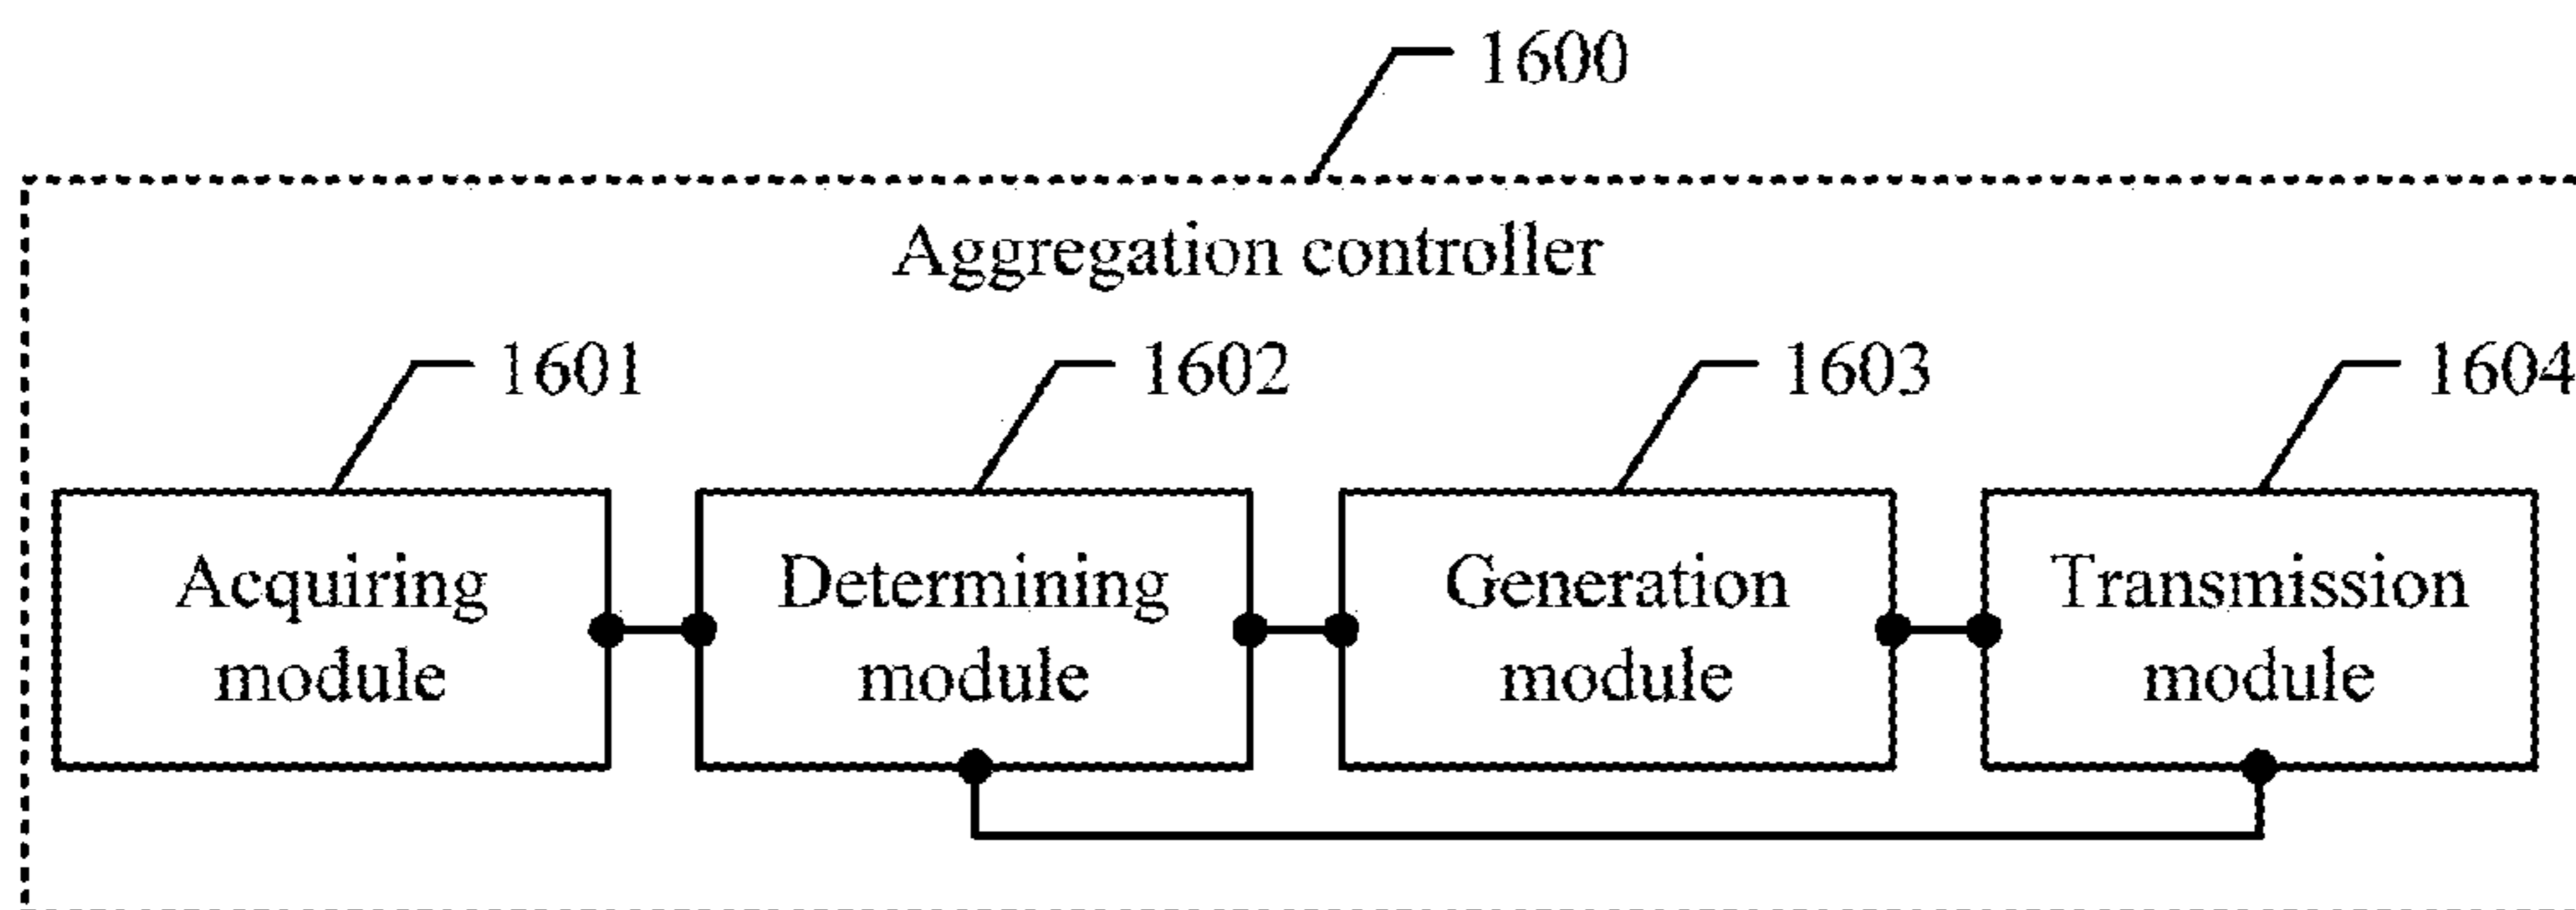 1600
Aggregation controller
1601
1602
1603
1604
Acquiring
module
Determining
module
Generation
module
Transmission
module